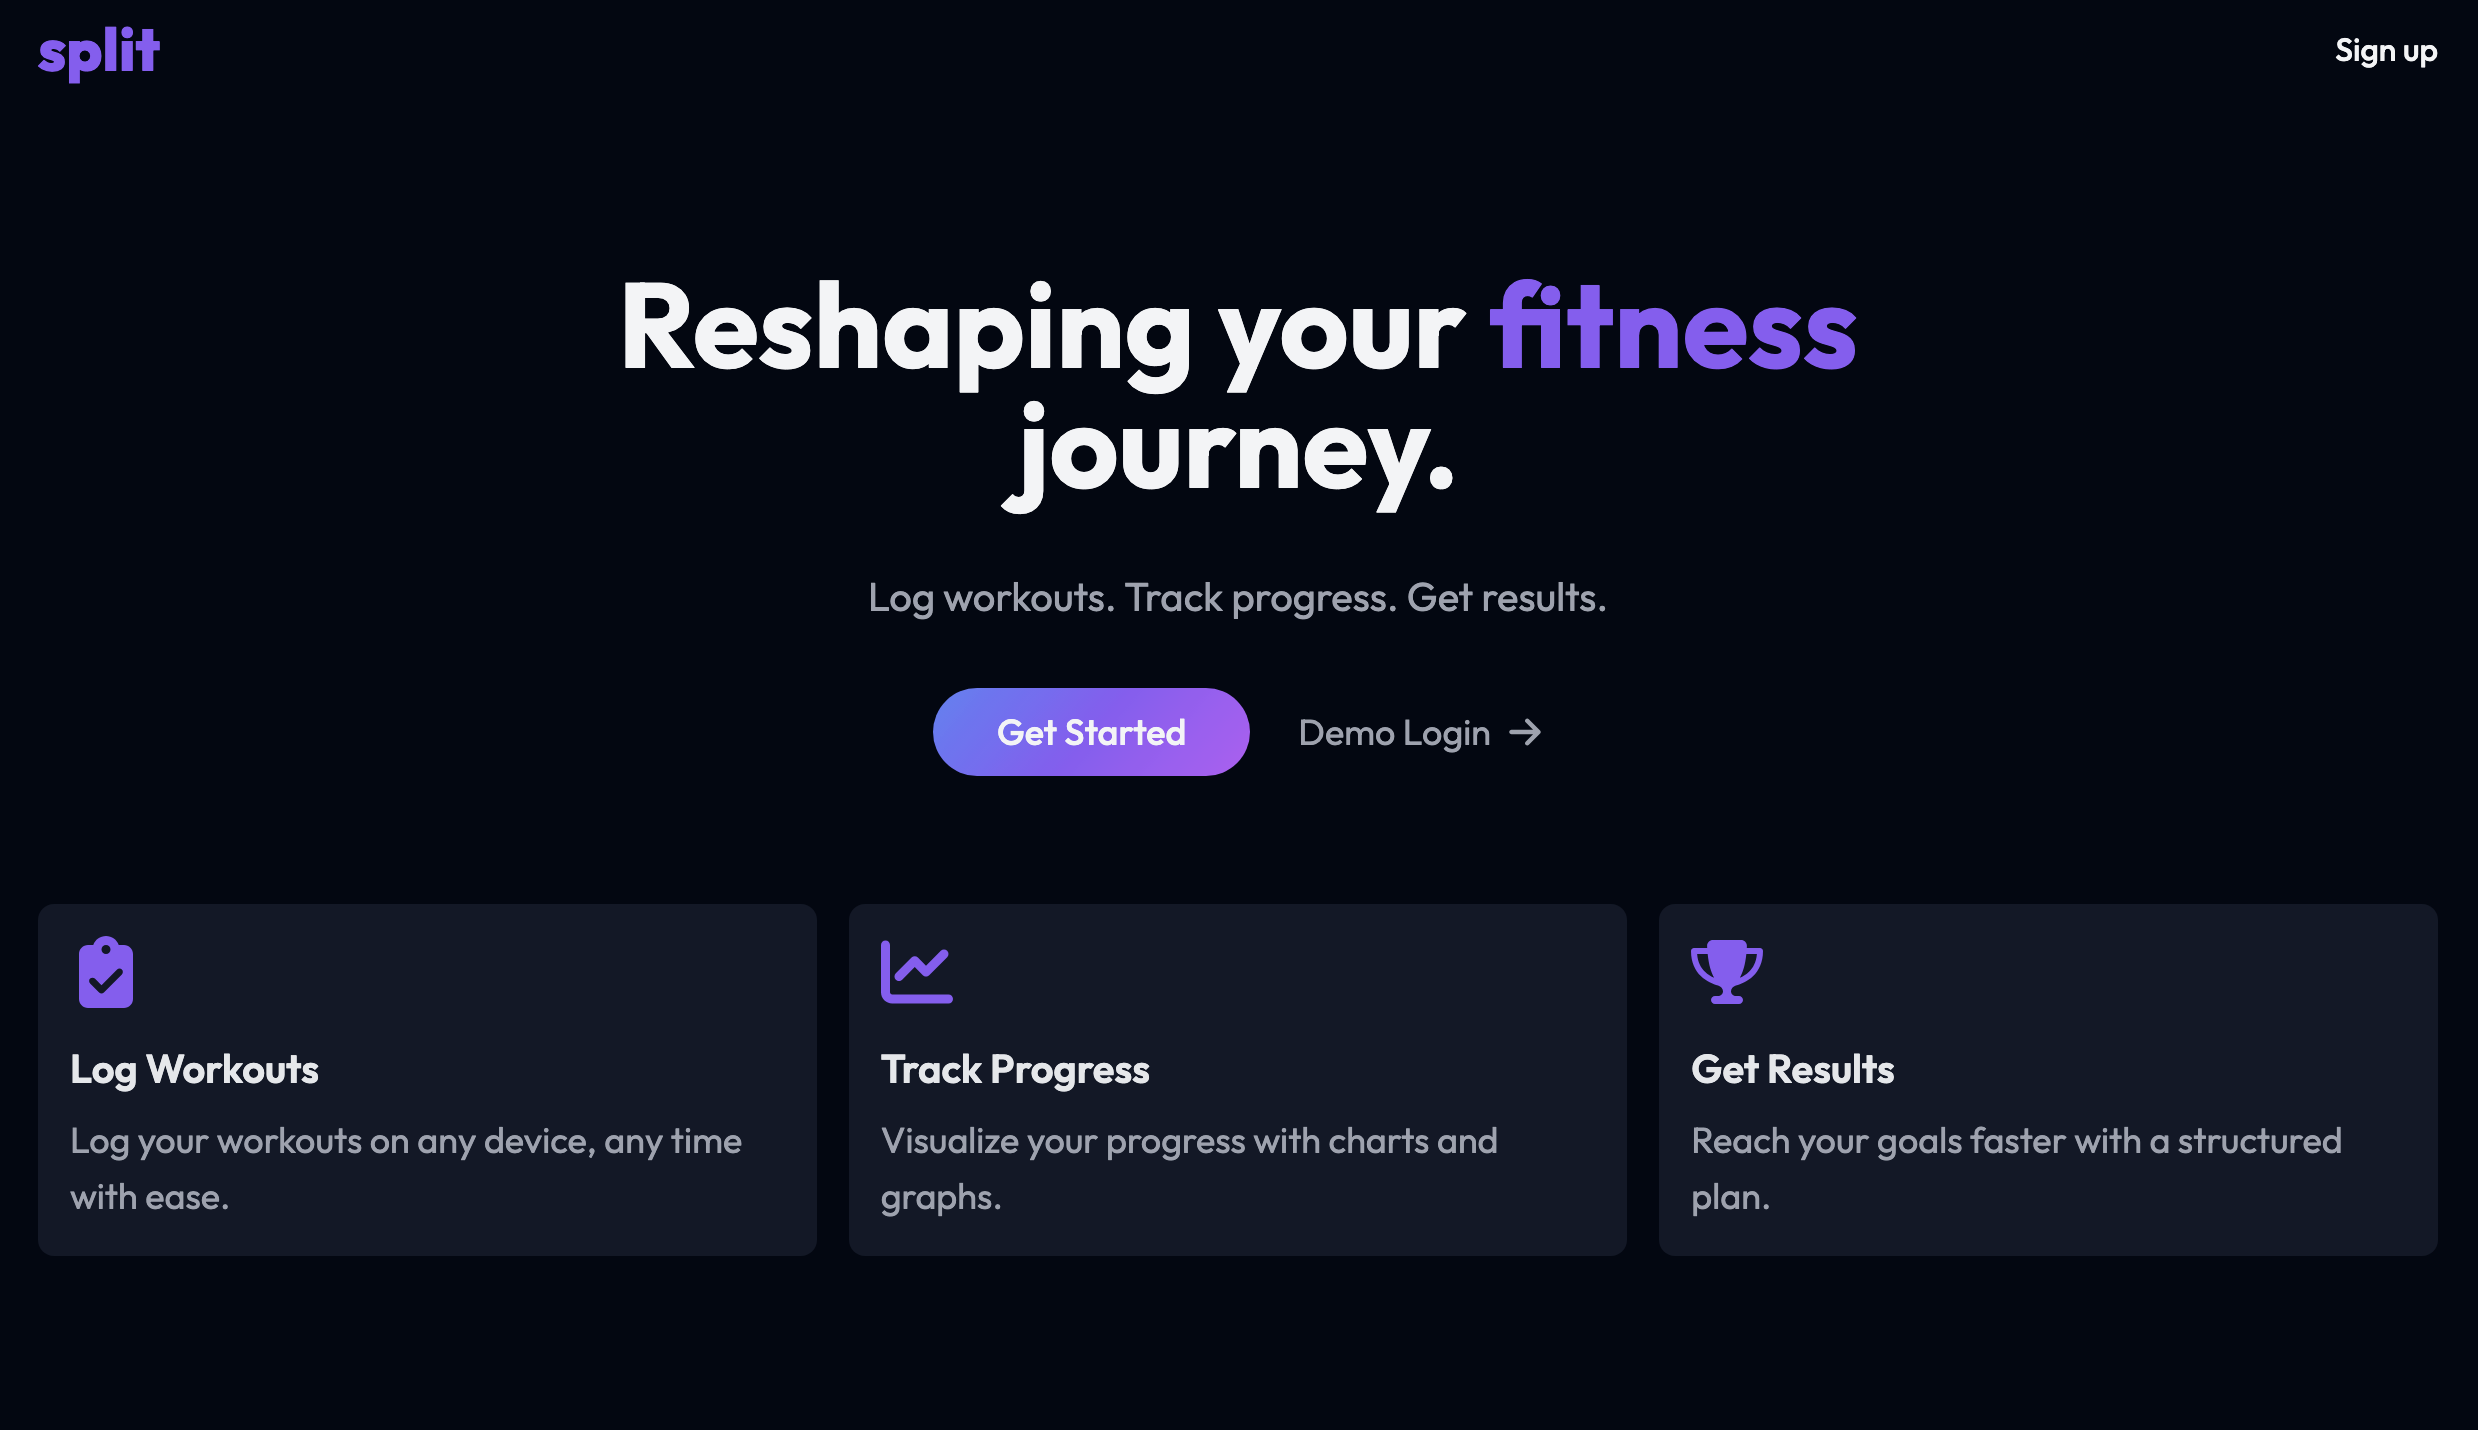 split
Sign up
Reshaping your fitness
journey.
Log workouts. Track progress. Get results.
Get Started
Demo Login
Log Workouts
Log your workouts on any device, any time
with ease.
Track Progress
Visualize your progress with charts and
graphs.
Get Results
Reach your goals faster with a structured
plan.